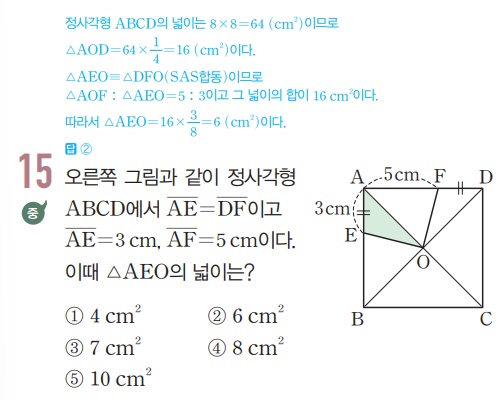 정사각형 ABCD의 넓이는 8×8=64 (cm²)이므로
△AOD=64×1/4=16 (cm²)이다.
△AEO≡△DFO(SAS합동)이므로
△AOF : △AEO=5 : 3이고 그 넓이의 합이 16 cm²이다.
따라서 △AEO=16×3/8=6 (cm²)이다.
답 ②
15 오른쪽 그림과 같이 정사각형
중 ABCD에서 A̅E̅=D̅F̅이고
A̅E̅=3 cm, A̅F̅=5 cm이다.
이때 △AEO의 넓이는?
① 4 cm² ② 6 cm²
③ 7 cm² ④ 8 cm²
⑤ 10 cm²
A 5 cm F D
3 cm
E
O
B C